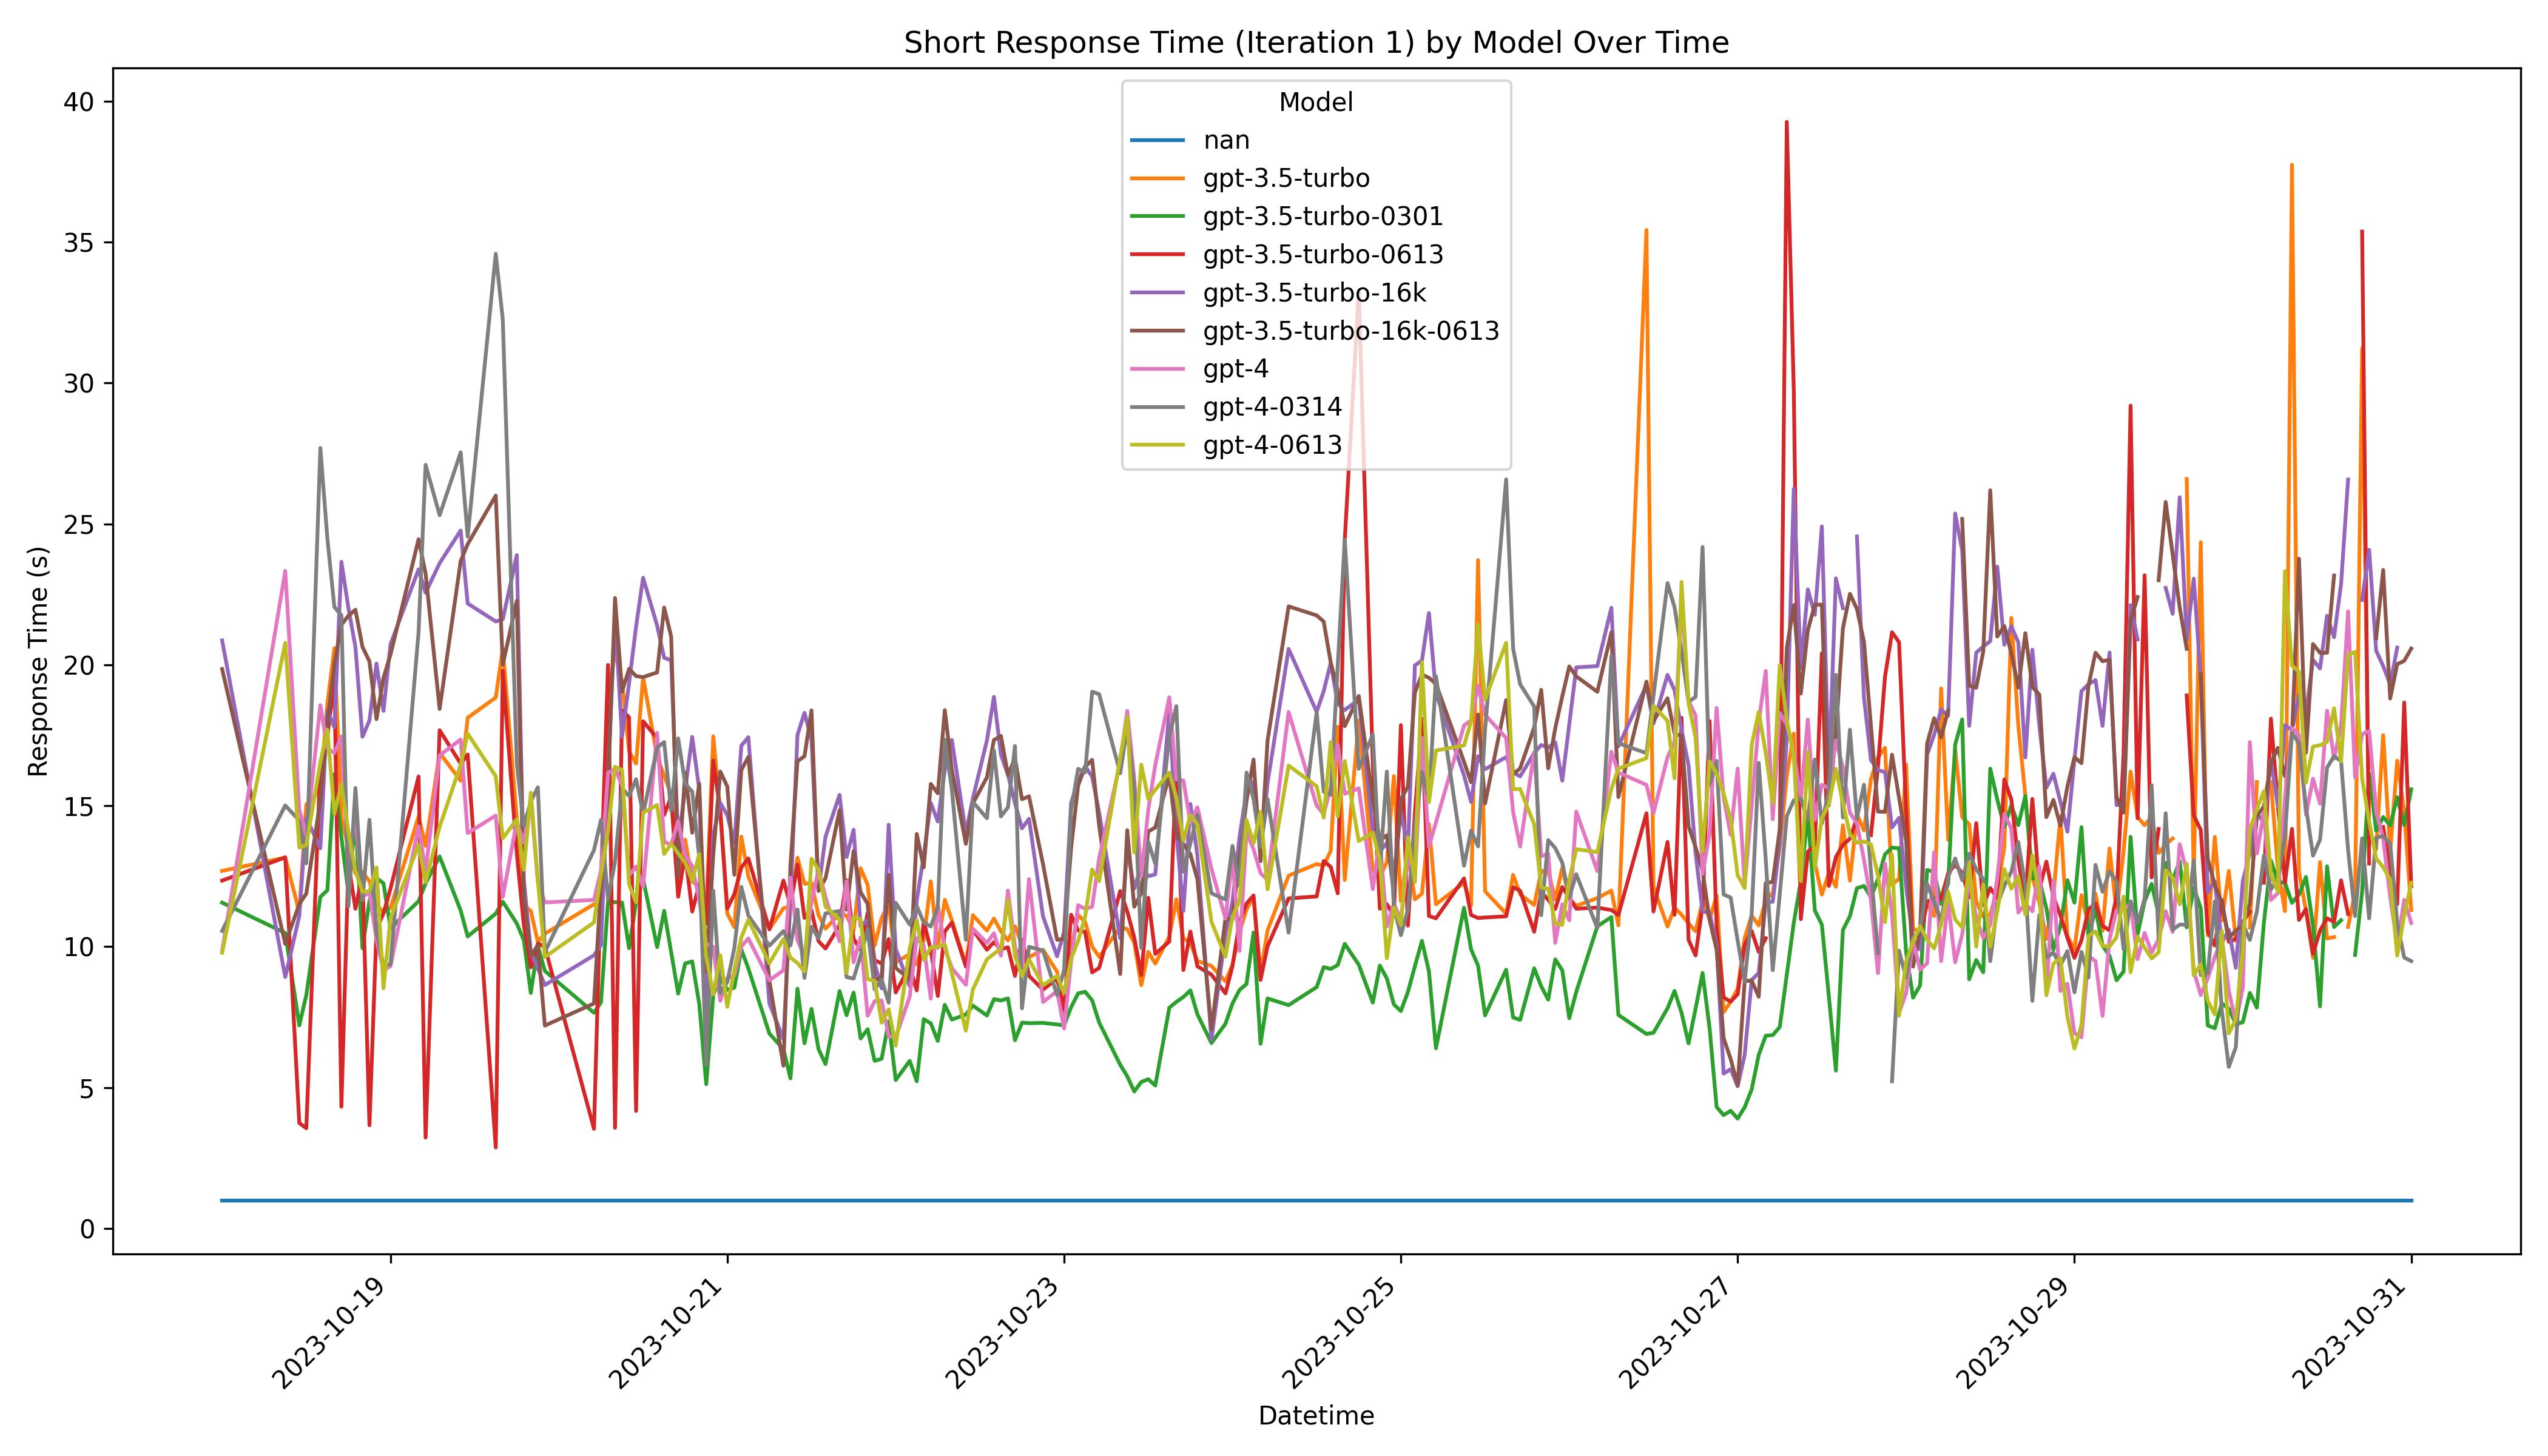 Short Response Time (Iteration 1) by Model Over Time
Response Time (s)
40
35
30
25
20
15
10
5
0
Model
nan
gpt-3.5-turbo
gpt-3.5-turbo-0301
gpt-3.5-turbo-0613
gpt-3.5-turbo-16k
gpt-3.5-turbo-16k-0613
gpt-4
gpt-4-0314
gpt-4-0613
2023-10-19
2023-10-21
2023-10-23
2023-10-25
2023-10-27
2023-10-29
2023-10-31
Datetime